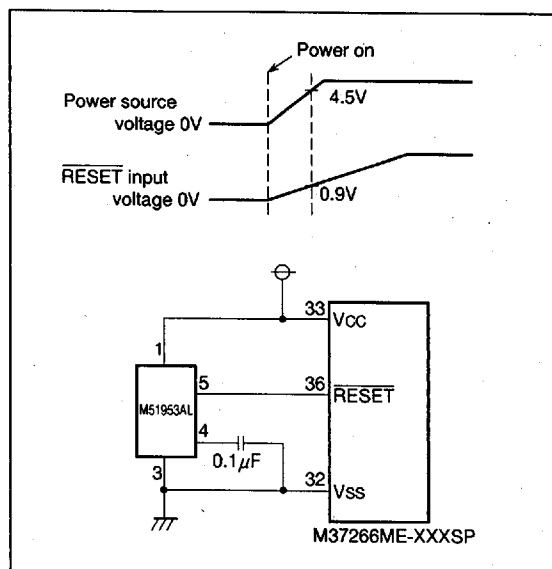 Power on
Power source
voltage 0V
4.5V
RESET input
voltage 0V
0.9V
33
VCC
1
5
36
RESET
M51953AL
4
0.1μF
3
32
VSS
M37266ME-XXXSP